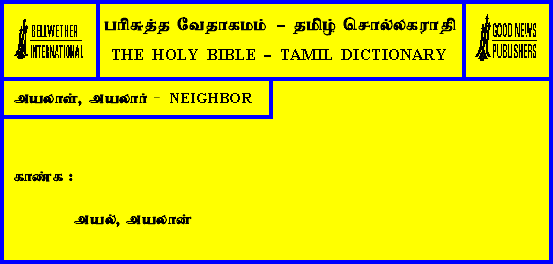 BELLWETHER
INTERNATIONAL
பரிசுத்த வேதாகமம் – தமிழ் சொல்லகராதி
THE HOLY BIBLE – TAMIL DICTIONARY
GOOD NEWS
PUBLISHERS
அயலாள், அயலார் - NEIGHBOR
காண்க :
அயல், அயலான்